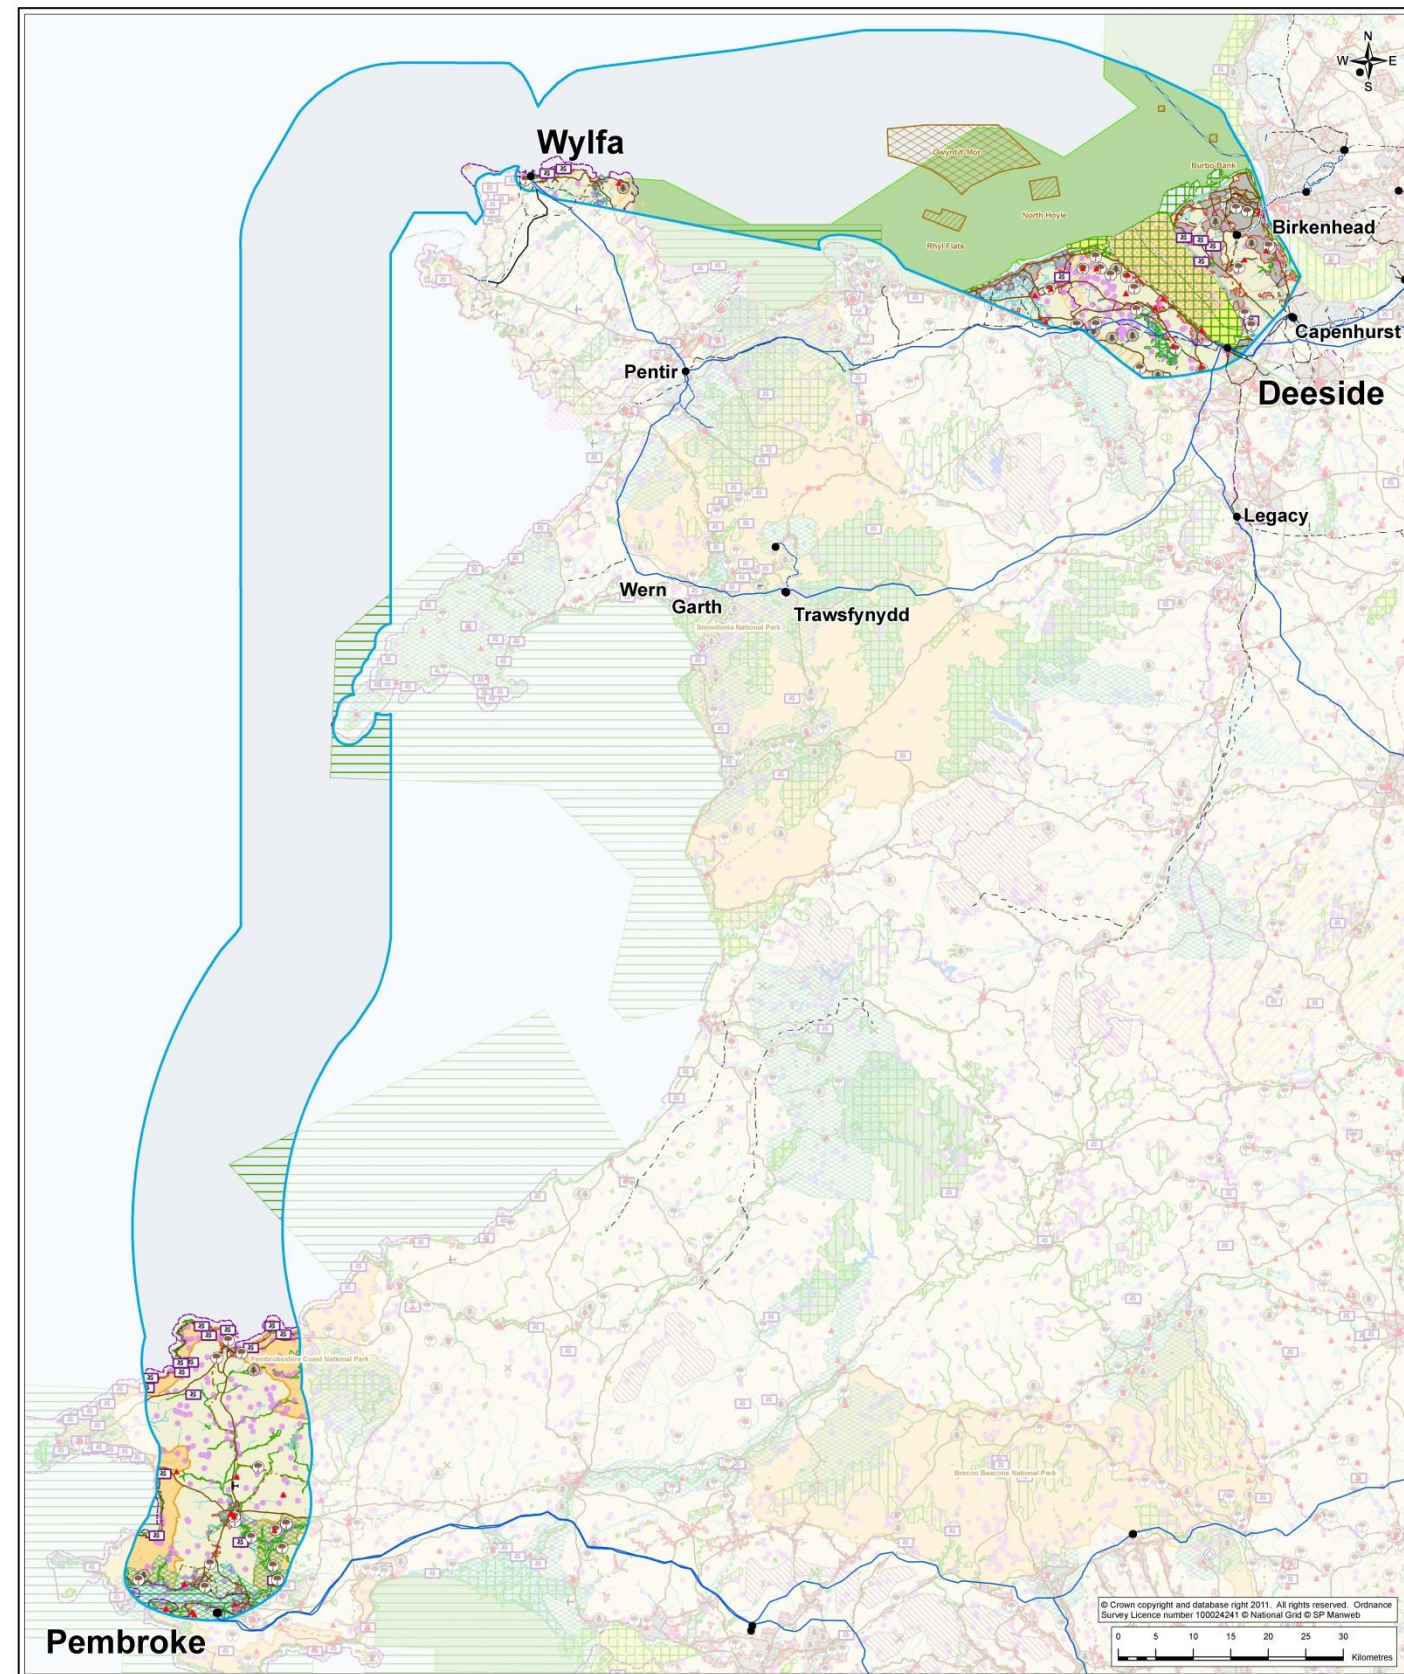 N
W E
S
Wylfa
Gwynt Y Mor
Burbo Bank
North Hoyle
Rhyl Flats
Birkenhead
Capenhurst
Pentir
Deeside
Legacy
Wern
Garth
Trawsfynydd
Snowdonia National Park
Pembrokeshire Coast National Park
Brecon Beacons National Park
Pembroke
© Crown copyright and database right 2011. All rights reserved. Ordnance
Survey Licence number 100024241 © National Grid © SP Manweb
0 5 10 15 20 25 30
Kilometres